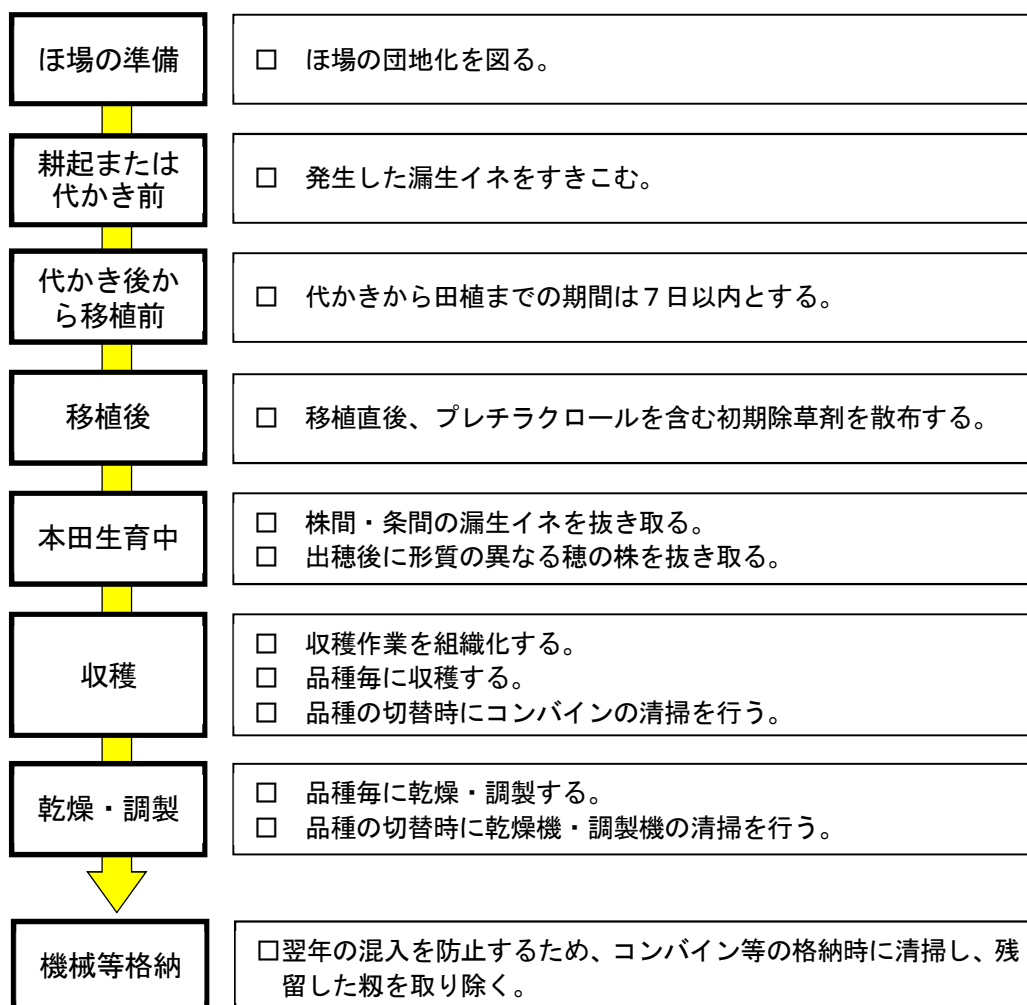 ほ場の準備
□　ほ場の団地化を図る。
耕起または
代かき前
□　発生した漏生イネをすきこむ。
代かき後か
ら移植前
□　代かきから田植までの期間は７日以内とする。
移植後
□　移植直後、プレチラクロールを含む初期除草剤を散布する。
本田生育中
□　株間・条間の漏生イネを抜き取る。
□　出穂後に形質の異なる穂の株を抜き取る。
収穫
□　収穫作業を組織化する。
□　品種毎に収穫する。
□　品種の切替時にコンバインの清掃を行う。
乾燥・調製
□　品種毎に乾燥・調製する。
□　品種の切替時に乾燥機・調製機の清掃を行う。
機械等格納
□翌年の混入を防止するため、コンバイン等の格納時に清掃し、残
留した籾を取り除く。